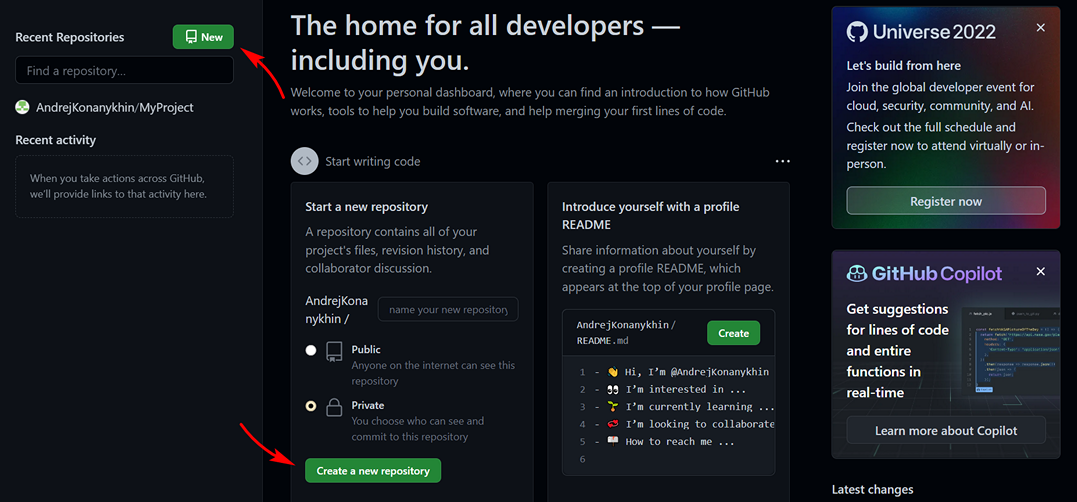 Recent Repositories
New
Find a repository...
AndrejKonanykhin/MyProject
Recent activity
When you take actions across GitHub,
we'll provide links to that activity here.
The home for all developers —
including you.
Welcome to your personal dashboard, where you can find an introduction to how GitHub
works, tools to help you build software, and help merging your first lines of code.
Start writing code
Start a new repository
A repository contains all of your
project's files, revision history, and
collaborator discussion.
AndrejKona
nykhin /
name your new repository
Public
Anyone on the internet can see this
repository
Private
You choose who can see and
commit to this repository
Create a new repository
Introduce yourself with a profile
README
Share information about yourself by
creating a profile README, which
appears at the top of your profile page.
AndrejKonanykhin/
README.md
Create
1 - 👋 Hi, I'm @AndrejKonanykhin
2 - 👀 I'm interested in ...
3 - 🌱 I'm currently learning ...
4 - 💞️ I'm looking to collaborate
5 - 📫 How to reach me ...
6
Universe 2022
Let's build from here
Join the global developer event for
cloud, security, community, and AI.
Check out the full schedule and
register now to attend virtually or in-
person.
Register now
GitHub Copilot
Get suggestions
for lines of code
and entire
functions in
real-time
Learn more about Copilot
Latest changes